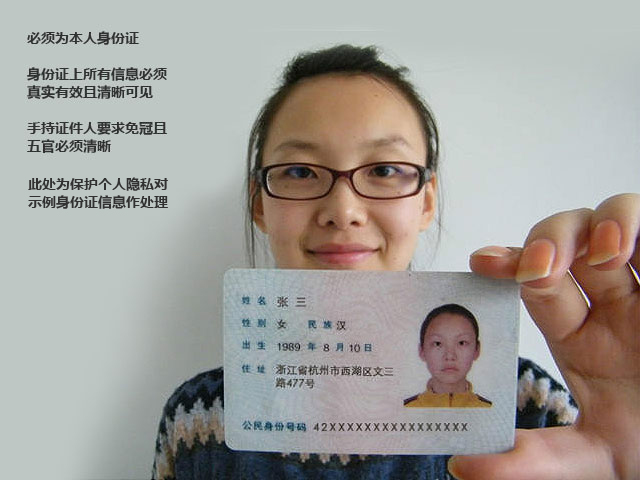 必须为本人身份证
身份证上所有信息必须
真实有效且清晰可见
手持证件人要求免冠且
五官必须清晰
此处为保护个人隐私对
示例身份证信息作处理
姓名 张三
性别 女 民族 汉
出生 1989 年 8 月 10 日
住址 浙江省杭州市西湖区文三
路477号
公民身份号码 42XXXXXXXXXXXXXXXX